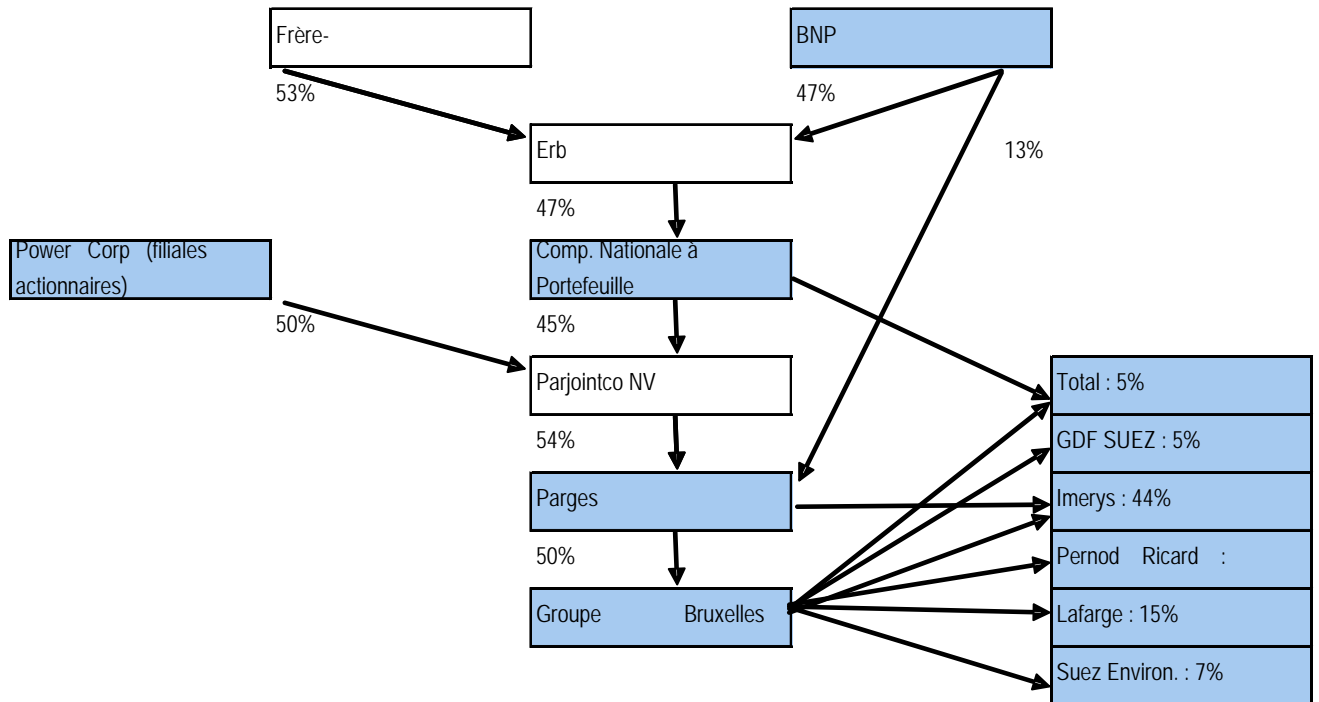 Frère-
BNP
53%
47%
Erb
13%
47%
Power Corp (filiales
actionnaires)
Comp. Nationale à
Portefeuille
50%
45%
Parjointco NV
Total : 5%
54%
GDF SUEZ : 5%
Parges
Imerys : 44%
50%
Pernod Ricard :
Groupe Bruxelles
Lafarge : 15%
Suez Environ. : 7%